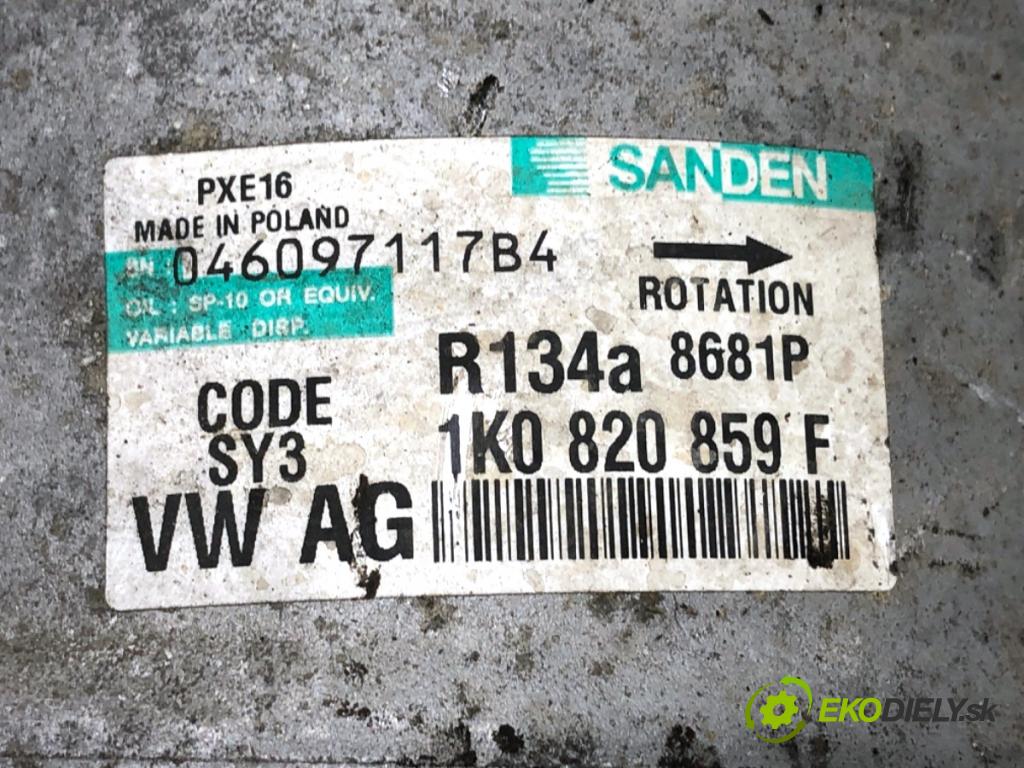 SANDEN
PXE16
MADE IN POLAND
SN : 046097117B4
ROTATION
OIL : SP-10 OR EQUIV.
VARIABLE DISP.
R134a 8681P
CODE
SY3
1K0 820 859 F
VW AG
EKODIELY.sk